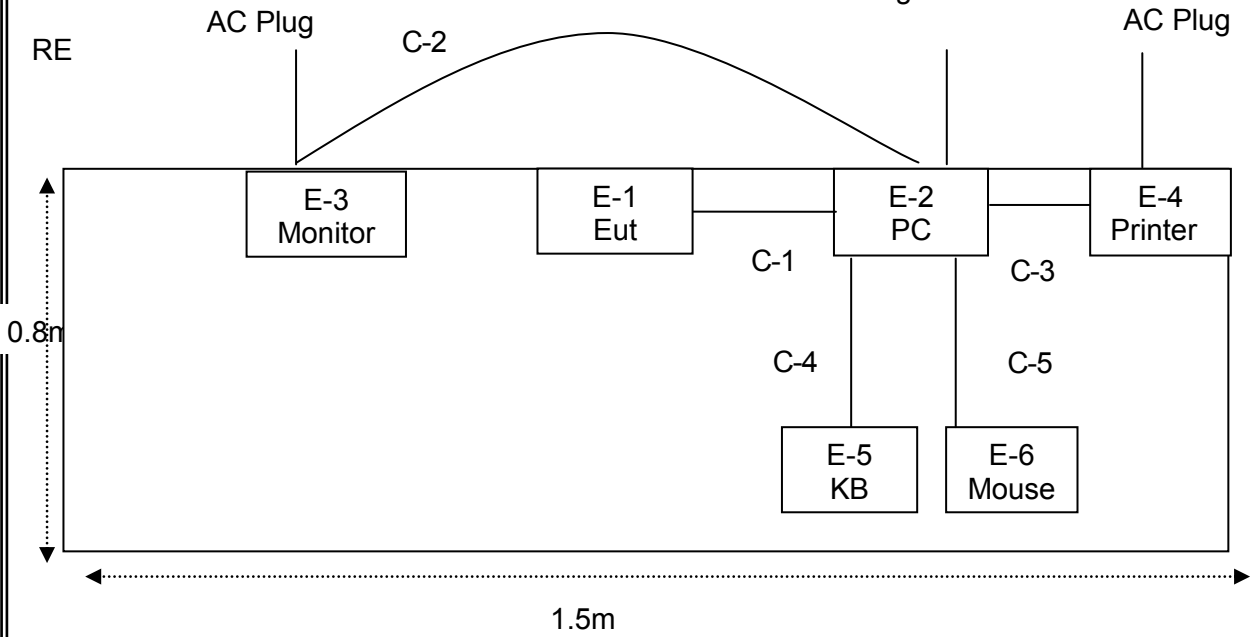 AC Plug
AC Plug
RE
C-2
E-3
Monitor
E-1
Eut
E-2
PC
E-4
Printer
C-1
C-3
0.8m
C-4
C-5
E-5
KB
E-6
Mouse
1.5m